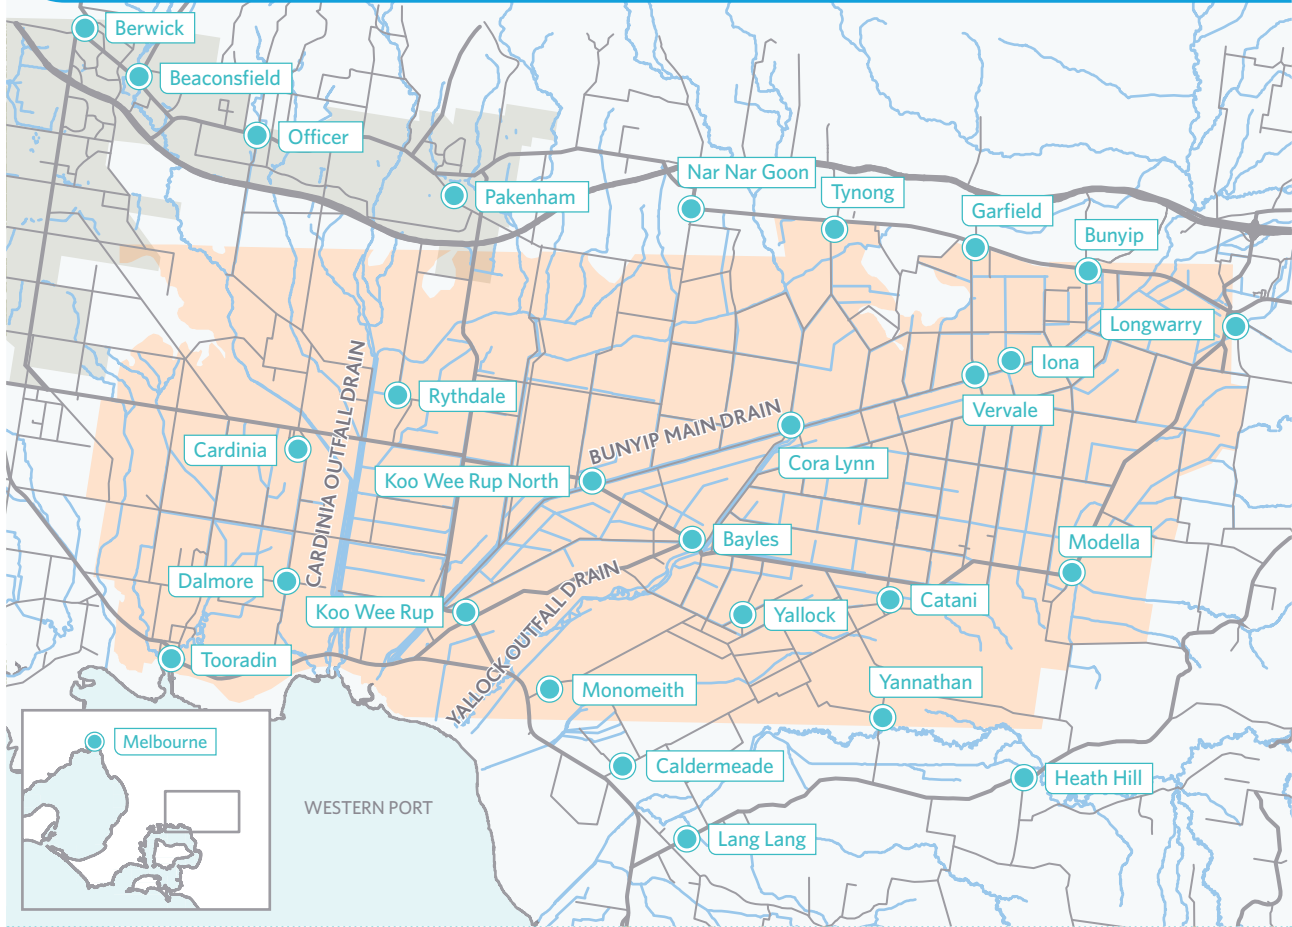 Berwick
Beaconsfield
Officer
Pakenham
Nar Nar Goon
Tynong
Garfield
Bunyip
Longwarry
Iona
Vervale
Rythdale
CARDINIA OUTFALL DRAIN
BUNYIP MAIN DRAIN
Cardinia
Koo Wee Rup North
Cora Lynn
Bayles
Modella
Dalmore
Koo Wee Rup
YALLOCK OUTFALL DRAIN
Yallock
Catani
Tooradin
Monomeith
Yannathan
Melbourne
Caldermeade
Heath Hill
WESTERN PORT
Lang Lang